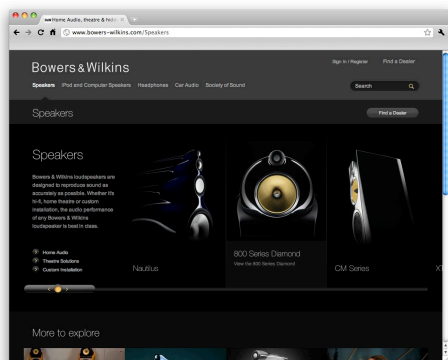 Home Audio, theatre & hidd
www.bowers-wilkins.com/Speakers
Bowers & Wilkins
Sign In / Register
Find a Dealer
Speakers
iPod and Computer Speakers
Headphones
Car Audio
Society of Sound
Search
Speakers
Find a Dealer
Speakers
Bowers & Wilkins loudspeakers are
designed to reproduce sound as
accurately as possible. Whether it's
hi-fi, home theatre or custom
installation, the audio performance
of any Bowers & Wilkins
loudspeaker is best in class.
Home Audio
Theatre Solutions
Custom Installation
Nautilus
800 Series Diamond
View the 800 Series Diamond
CM Series
XT
More to explore